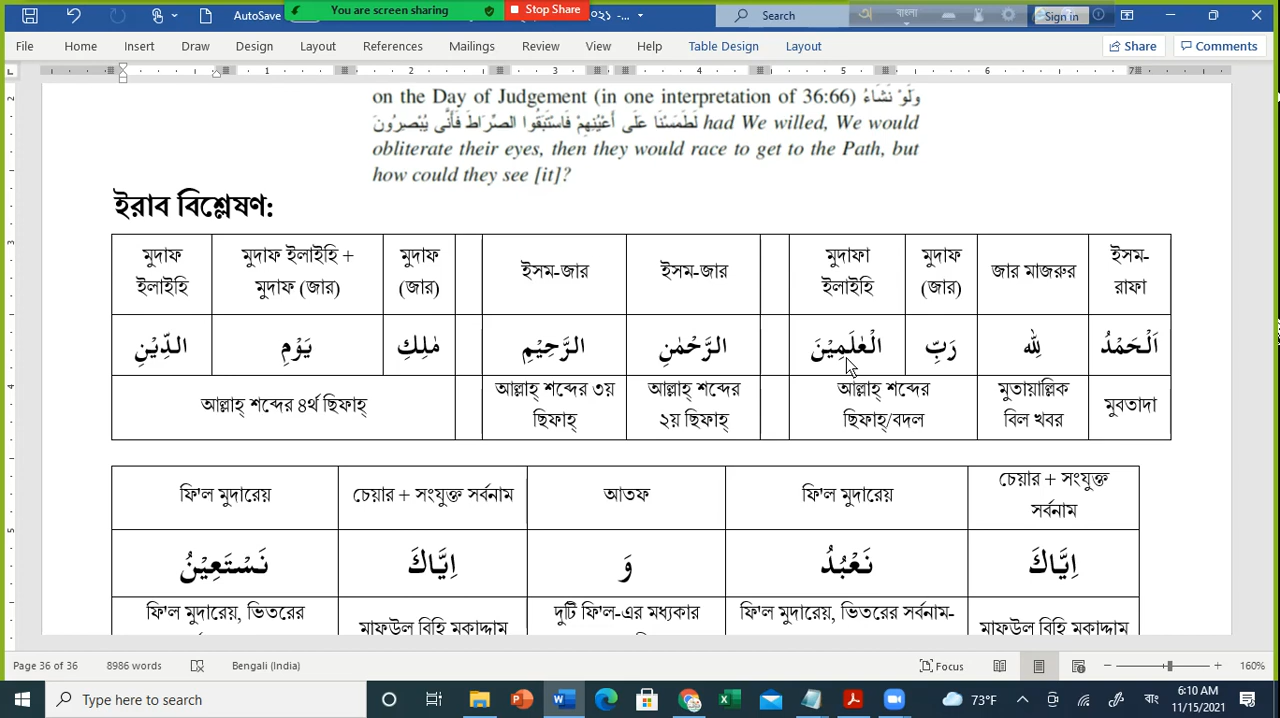 AutoSave
You are screen sharing
Stop Share
২০২১ -...
Search
বাংলা
Sign in
File Home Insert Draw Design Layout References Mailings Review View Help Table Design Layout
Share Comments
on the Day of Judgement (in one interpretation of 36:66) وَلَوْ نَشَاءُ
لَطَمَسْنَا عَلَى أَعْيُنِهِمْ فَاسْتَبَقُوا الصِّرَاطَ فَأَنَّى يُبْصِرُونَ had We willed, We would
obliterate their eyes, then they would race to get to the Path, but
how could they see [it]?
ইরাব বিশ্লেষণ:
মুদাফ ইলাইহি মুদাফ ইলাইহি + মুদাফ (জার) মুদাফ (জার) ইসম-জার ইসম-জার মুদাফা ইলাইহি মুদাফ (জার) জার মাজরুর ইসম-রাফা
اَلْحَمْدُ لِلّٰهِ رَبِّ الْعٰلَمِيْنَ الرَّحْمٰنِ الرَّحِيْمِ مٰلِكِ يَوْمِ الدِّيْنِ
আল্লাহ্ শব্দের ৪র্থ ছিফাহ্ আল্লাহ্ শব্দের ৩য় ছিফাহ্ আল্লাহ্ শব্দের ২য় ছিফাহ্ আল্লাহ্ শব্দের ছিফাহ্/বদল মুতায়াল্লিক বিল খবর মুবতাদা
ফি'ল মুদারেয় চেয়ার + সংযুক্ত সর্বনাম আতফ ফি'ল মুদারেয় চেয়ার + সংযুক্ত সর্বনাম
اِيَّاكَ نَعْبُدُ وَ اِيَّاكَ نَسْتَعِيْنُ
ফি'ল মুদারেয়, ভিতরের মাফউল বিহি মুকাদ্দাম দুটি ফি'ল-এর মধ্যকার ফি'ল মুদারেয়, ভিতরের সর্বনাম- মাফউল বিহি মুকাদ্দাম
Page 36 of 36 8986 words Bengali (India) Focus 160%
Type here to search
73°F
বাং
6:10 AM
11/15/2021